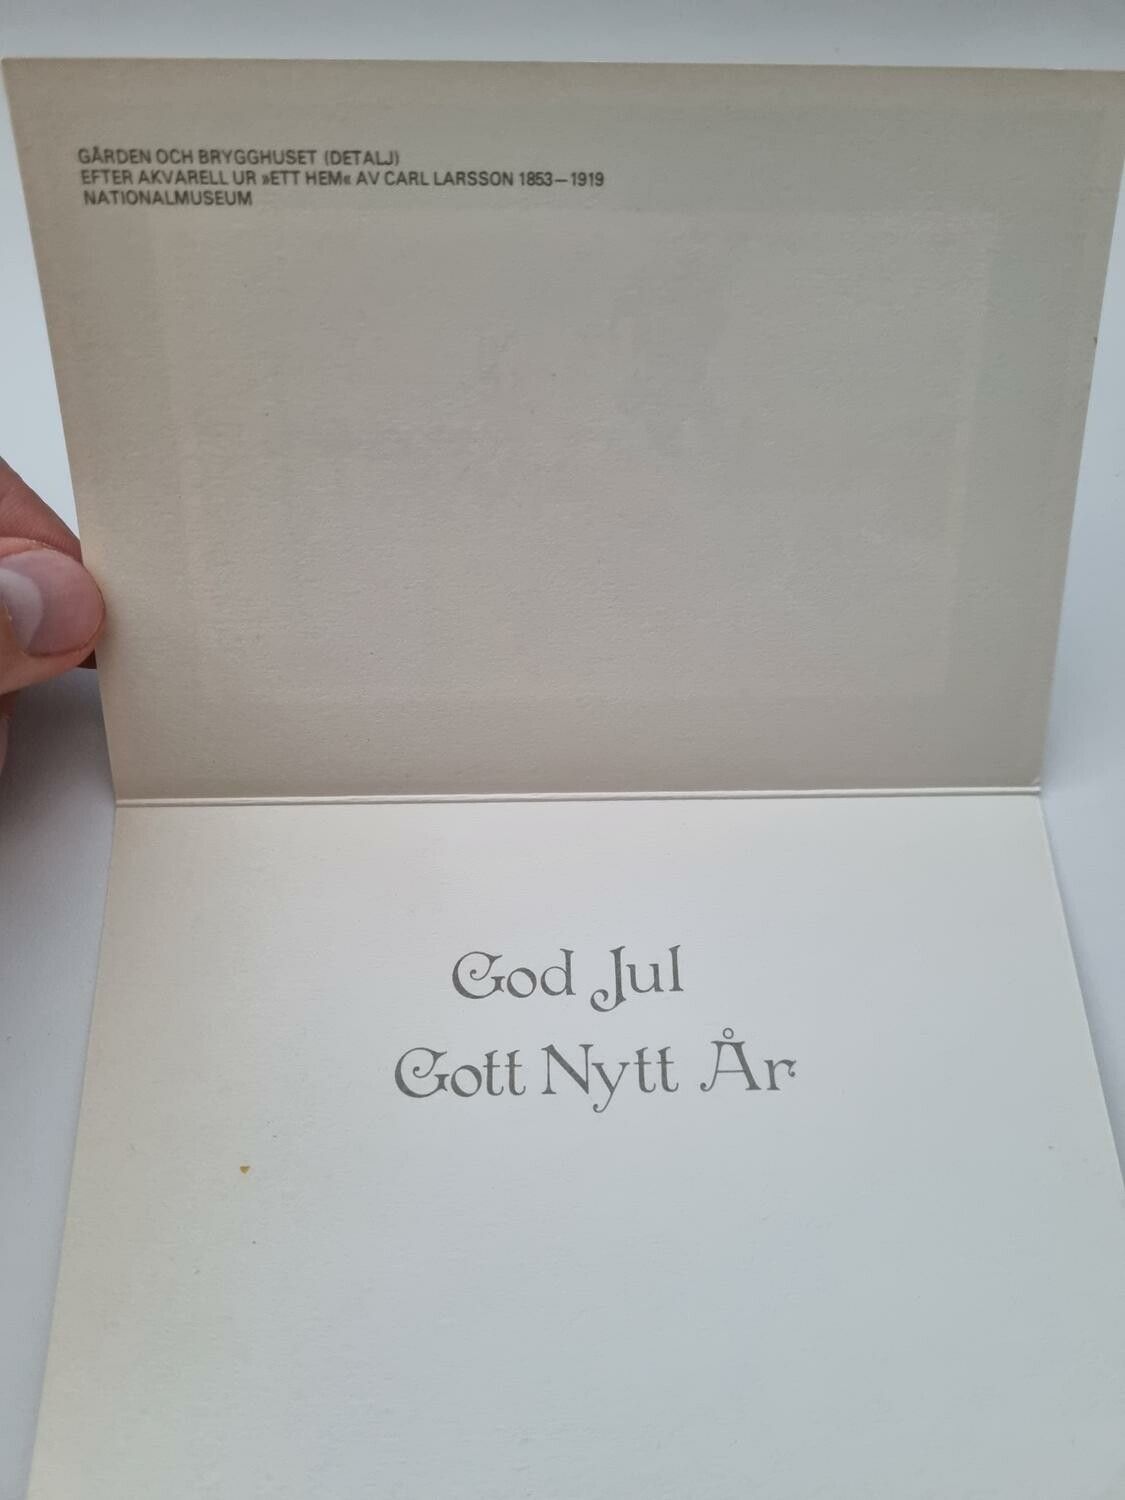 GÅRDEN OCH BRYGGHUSET (DETALJ)
EFTER AKVARELL UR »ETT HEM« AV CARL LARSSON 1853–1919
NATIONALMUSEUM
God Jul
Gott Nytt År